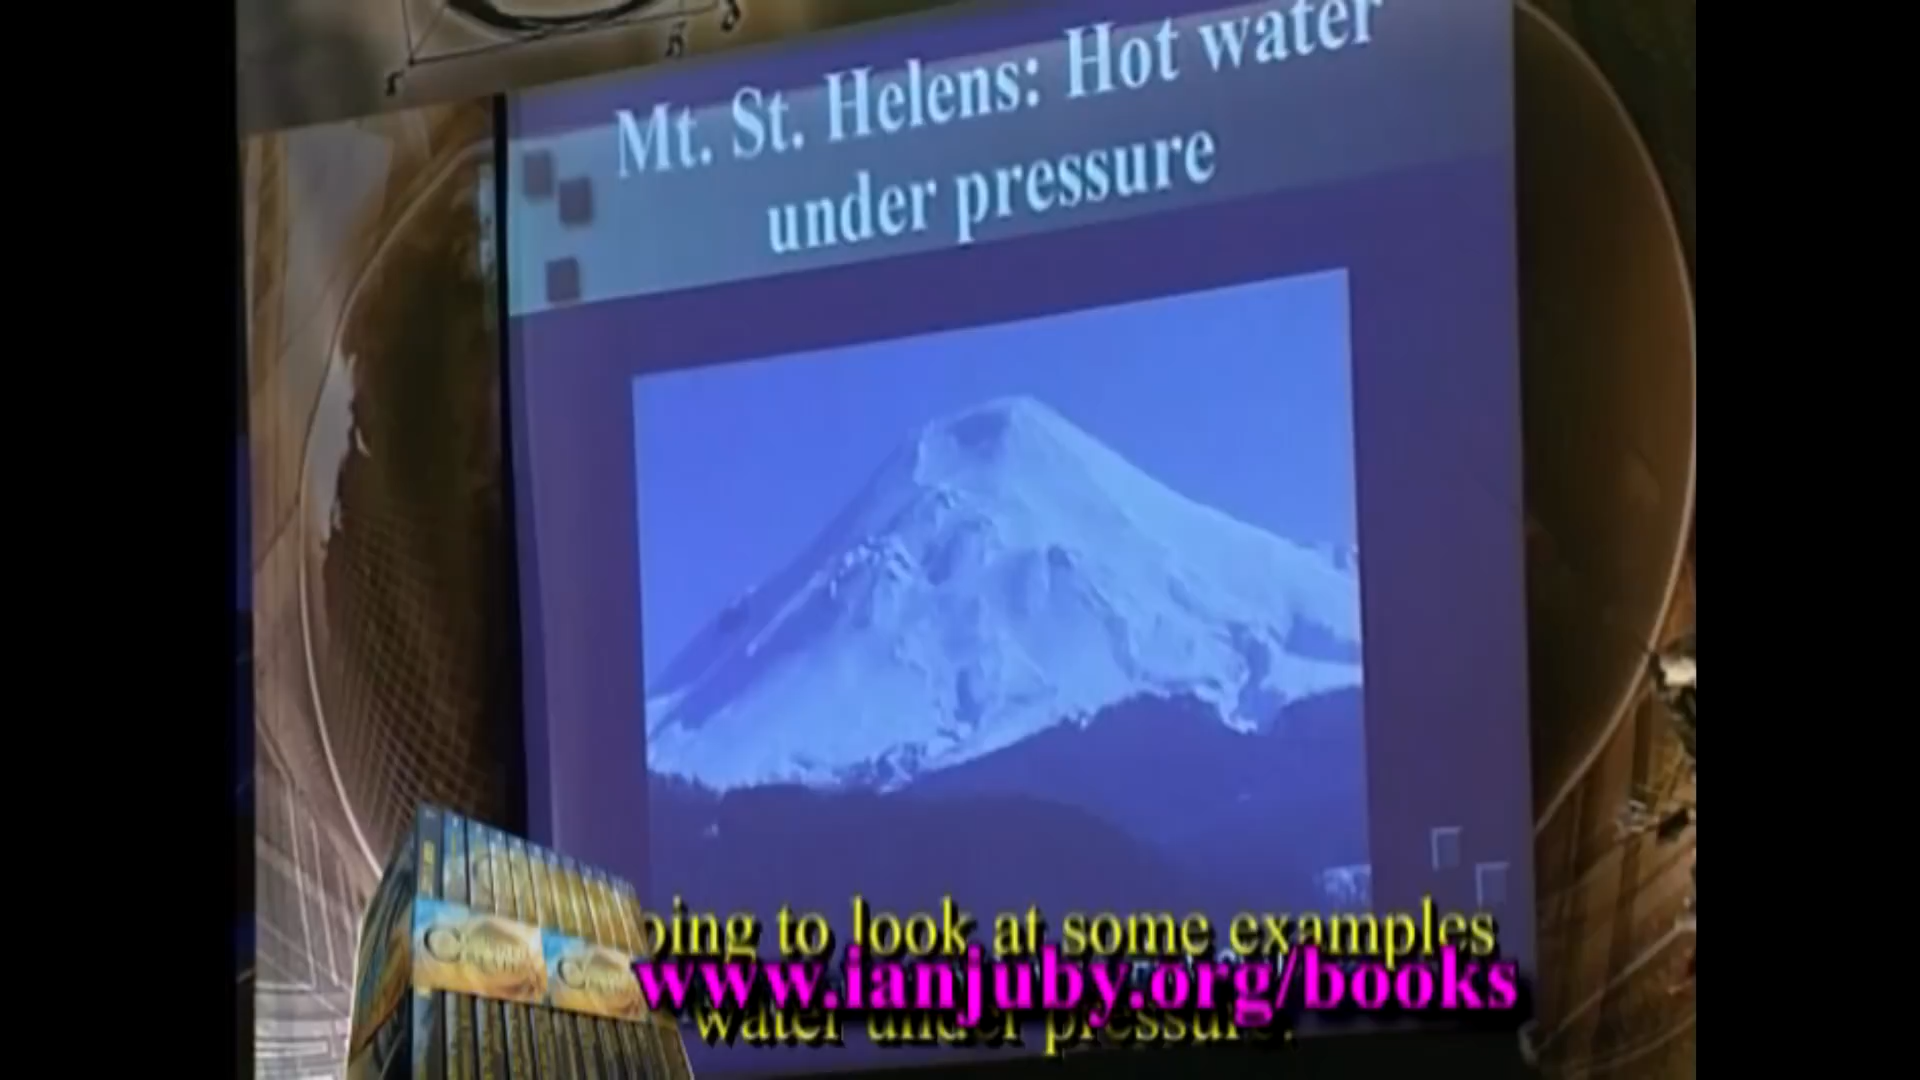 Mt. St. Helens: Hot water
under pressure
oing to look at some examples
www.ianjuby.org/books
water under pressure.